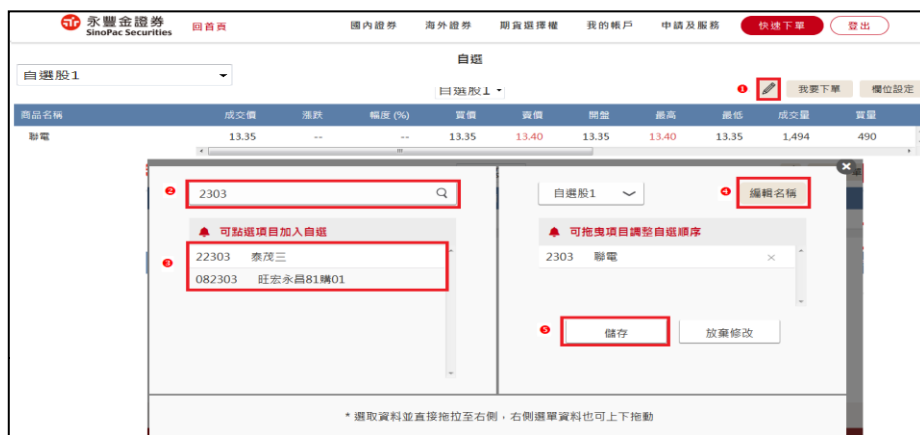 永豐金證券 回首頁 國內證券 海外證券 期貨選擇權 我的帳戶 申請及服務 快速下單 登出
SinoPac Securities
自選
自選股1
自選股1
1 我要下單 欄位設定
商品名稱 成交價 漲跌 幅度(%) 買價 賣價 開盤 最高 最低 成交量 買量
聯電 13.35 -- -- 13.35 13.40 13.35 13.40 13.35 1,494 490
2 2303 自選股1 4 編輯名稱
可點選項目加入自選 可拖曳項目調整自選順序
3 22303 泰茂三 2303 聯電
082303 旺宏永昌81購01
5 儲存 放棄修改
* 選取資料並直接拖拉至右側，右側選單資料也可上下拖動